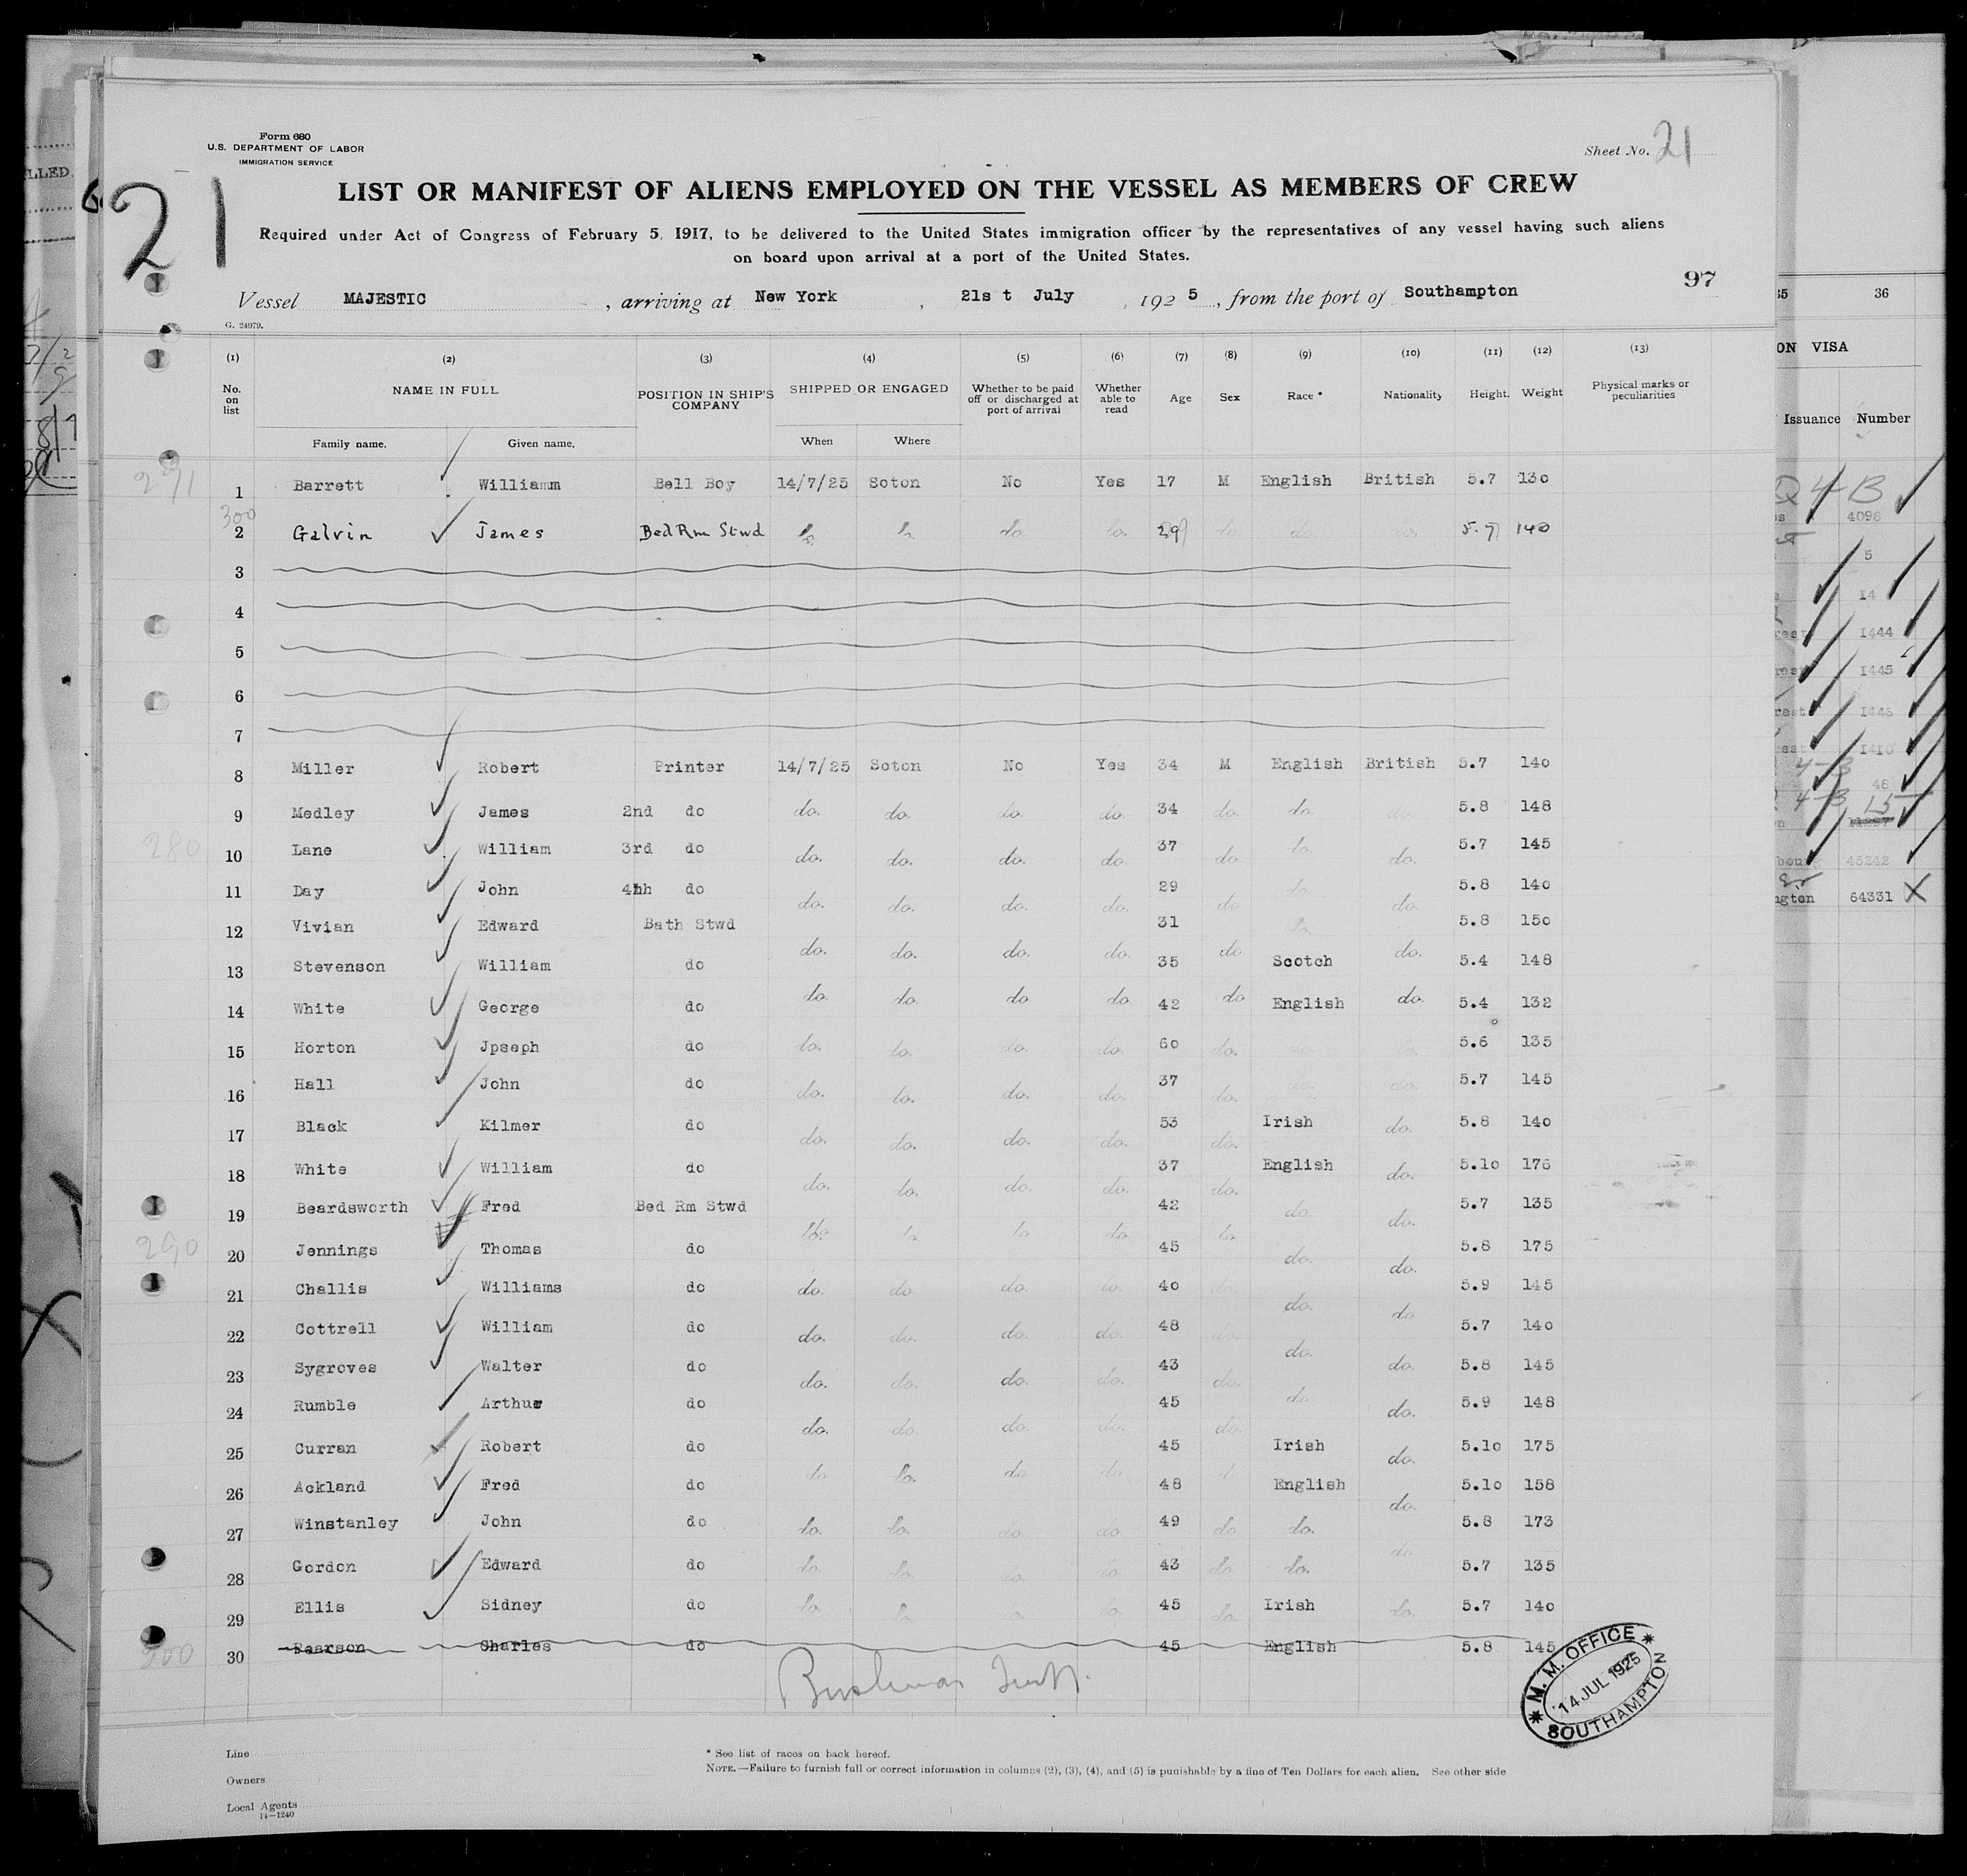 Form 680
U.S. DEPARTMENT OF LABOR
IMMIGRATION SERVICE
Sheet No. 21
21
LIST OR MANIFEST OF ALIENS EMPLOYED ON THE VESSEL AS MEMBERS OF CREW
Required under Act of Congress of February 5, 1917, to be delivered to the United States immigration officer by the representatives of any vessel having such aliens
on board upon arrival at a port of the United States.
97
Vessel MAJESTIC , arriving at New York , 21s t July , 192 5 , from the port of Southampton
G. 24979.
(1) (2) (3) (4) (5) (6) (7) (8) (9) (10) (11) (12) (13)
No. on list NAME IN FULL POSITION IN SHIP'S COMPANY SHIPPED OR ENGAGED Whether to be paid off or discharged at port of arrival Whether able to read Age Sex Race * Nationality Height. Weight Physical marks or peculiarities
Family name. Given name. When Where
291
1 Barrett Williamm Bell Boy 14/7/25 Soton No Yes 17 M English British 5.7 130
300
2 Galvin James Bed Rm Stwd do. do. do. do. 29 do. do. do. 5.7 140
3
4
5
6
7
8 Miller Robert Printer 14/7/25 Soton No Yes 34 M English British 5.7 140
9 Medley James 2nd do do. do. do. do. 34 do. do. do. 5.8 148
280
10 Lane William 3rd do do. do. do. do. 37 do. do. do. 5.7 145
11 Day John 4hh do do. do. do. do. 29 do. do. do. 5.8 140
12 Vivian Edward Bath Stwd do. do. do. do. 31 do. do. do. 5.8 150
13 Stevenson William do do. do. do. do. 35 do Scotch do. 5.4 148
14 White George do do. do. do do 42 do English do. 5.4 132
15 Horton Jpseph do do. do. do. do. 60 do. 5.6 135
16 Hall John do do. do. do. do. 37 do. do. do. 5.7 145
17 Black Kilmer do do. do. do. do. 53 do. Irish do. 5.8 140
18 White William do do. do. do. do. 37 do. English do. 5.10 176
19 Beardsworth Fred Bed Rm Stwd do. do. do. do. 42 do. do. do. 5.7 135
290
20 Jennings Thomas do 45 do. do. 5.8 175
21 Challis Williams do do. do. do. do. 40 do. do. do 5.9 145
22 Cottrell William do do. do. do. do. 48 do. do. do. 5.7 140
23 Sygroves Walter do do. do. do. do. 43 do. do. 5.8 145
24 Rumble Arthur do do. do. do. do. 45 do. do. do. 5.9 148
25 Curran Robert do do do. do do 45 Irish do. 5.10 175
26 Ackland Fred do 48 English do. 5.10 158
27 Winstanley John do do. do. do. do. 49 do. do. do 5.8 173
28 Gordon Edward do do. do. do. do 43 do. do. 5.7 135
29 Ellis Sidney do do. do. do. 45 do. Irish do. 5.7 140
300
30 Pearson Charles do 45 English 5.8 145
M. M. OFFICE
14 JUL 1925
SOUTHAMPTON
Line
Owners
Local Agents
14—1240
* See list of races on back hereof.
NOTE.—Failure to furnish full or correct information in columns (2), (3), (4), and (5) is punishable by a fine of Ten Dollars for each alien. See other side
LLED.
35 36
ON VISA
Issuance Number
4-B
4096
5
14
1444
1445
1446
1410
4-B
48
4-B 15
45242
ngton 64331